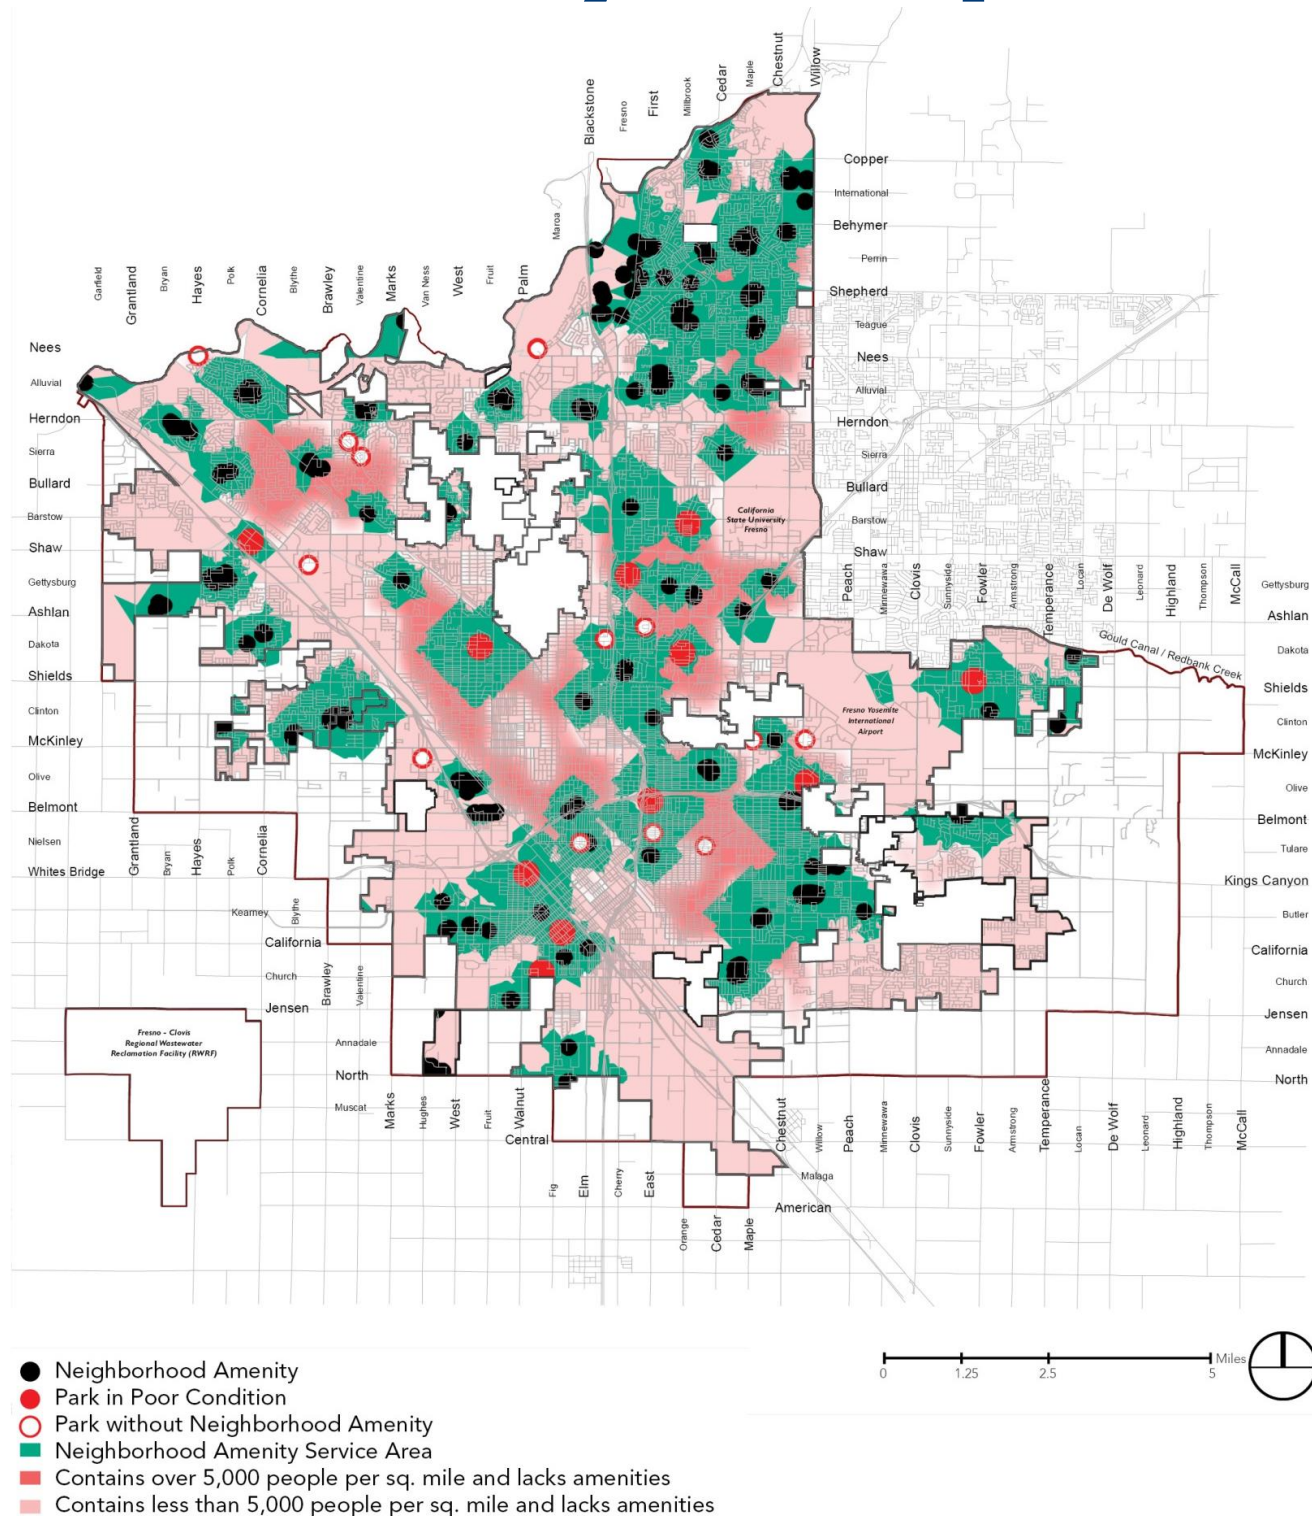 Blackstone
Fresno
First
Millbrook
Cedar
Maple
Chestnut
Willow
Copper
International
Behymer
Perrin
Shepherd
Teague
Nees
Alluvial
Herndon
Sierra
Bullard
Barstow
Shaw
Garfield
Grantland
Bryan
Hayes
Polk
Cornelia
Blythe
Brawley
Valentine
Marks
Van Ness
West
Fruit
Palm
Maroa
Nees
Alluvial
Herndon
Sierra
Bullard
Barstow
Shaw
Gettysburg
Ashlan
Dakota
Shields
Clinton
McKinley
Olive
Belmont
Nielsen
Whites Bridge
California
State University
Fresno
Peach
Minnewawa
Clovis
Sunnyside
Fowler
Armstrong
Temperance
Locan
De Wolf
Leonard
Highland
Thompson
McCall
Gettysburg
Ashlan
Dakota
Gould Canal / Redbank Creek
Shields
Clinton
McKinley
Olive
Belmont
Tulare
Kings Canyon
Butler
California
Church
Jensen
Annadale
North
Fresno Yosemite
International
Airport
Grantland
Bryan
Hayes
Polk
Cornelia
Kearney
Blythe
California
Church
Brawley
Valentine
Jensen
Annadale
North
Muscat
Fresno - Clovis
Regional Wastewater
Reclamation Facility (RWRF)
Marks
Hughes
West
Fruit
Walnut
Central
Fig
Elm
Cherry
East
Orange
Cedar
Maple
Chestnut
Willow
Peach
Minnewawa
Clovis
Sunnyside
Fowler
Armstrong
Temperance
Locan
De Wolf
Leonard
Highland
Thompson
McCall
Malaga
American
Miles
0 1.25 2.5 5
Neighborhood Amenity
Park in Poor Condition
Park without Neighborhood Amenity
Neighborhood Amenity Service Area
Contains over 5,000 people per sq. mile and lacks amenities
Contains less than 5,000 people per sq. mile and lacks amenities